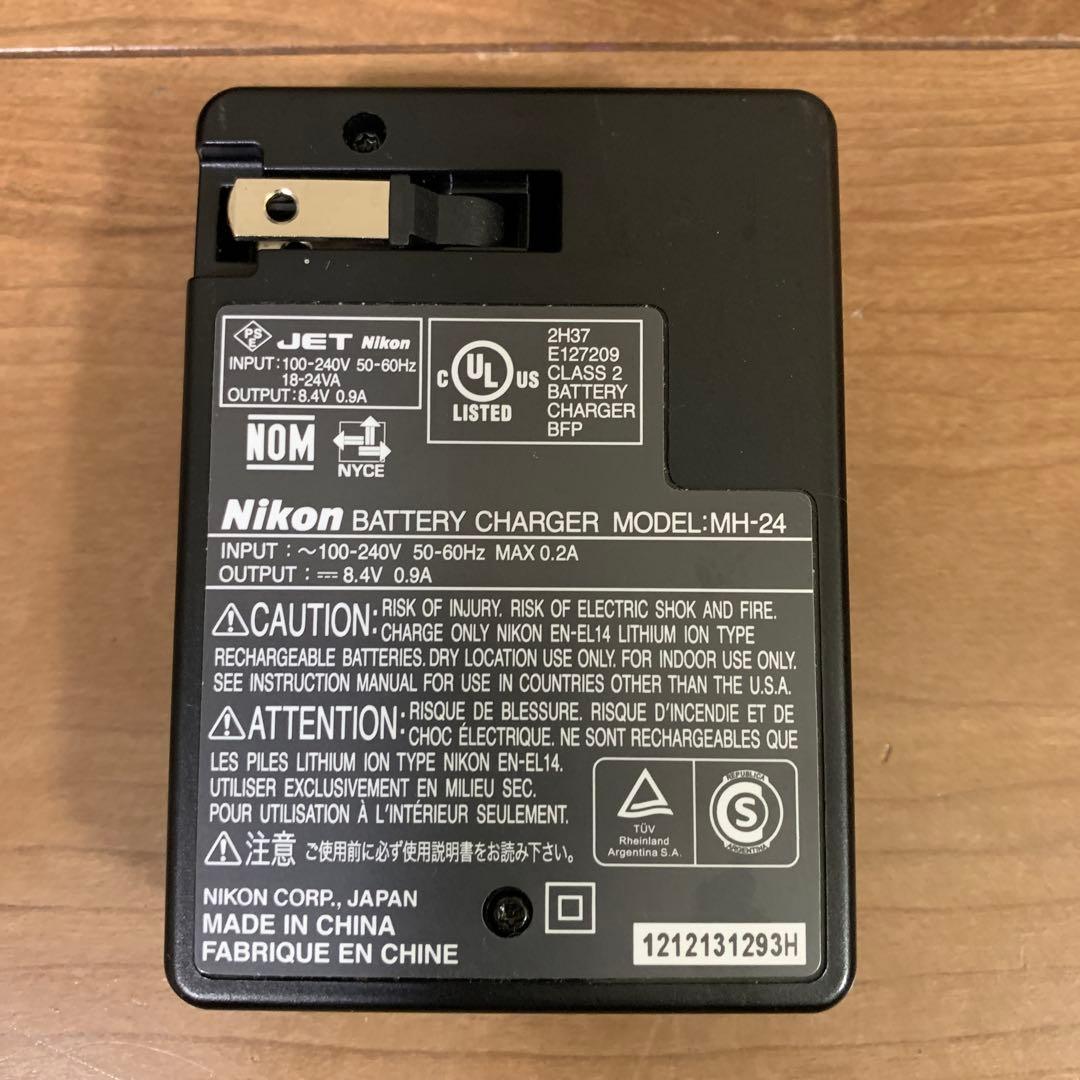 PSE JET Nikon
INPUT:100-240V 50-60Hz
18-24VA
OUTPUT:8.4V 0.9A
C UL US
LISTED
2H37
E127209
CLASS 2
BATTERY
CHARGER
BFP
NOM
NYCE
Nikon BATTERY CHARGER MODEL:MH-24
INPUT : ～100-240V 50-60Hz MAX 0.2A
OUTPUT : ⎓ 8.4V 0.9A
⚠CAUTION: RISK OF INJURY. RISK OF ELECTRIC SHOK AND FIRE.
CHARGE ONLY NIKON EN-EL14 LITHIUM ION TYPE
RECHARGEABLE BATTERIES. DRY LOCATION USE ONLY. FOR INDOOR USE ONLY.
SEE INSTRUCTION MANUAL FOR USE IN COUNTRIES OTHER THAN THE U.S.A.
⚠ATTENTION: RISQUE DE BLESSURE. RISQUE D'INCENDIE ET DE
CHOC ÉLECTRIQUE. NE SONT RECHARGEABLES QUE
LES PILES LITHIUM ION TYPE NIKON EN-EL14.
UTILISER EXCLUSIVEMENT EN MILIEU SEC.
POUR UTILISATION À L'INTÉRIEUR SEULEMENT.
TÜV
Rheinland
Argentina S.A.
REPUBLICA
S
ARGENTINA
⚠注意 ご使用前に必ず使用説明書をお読み下さい。
NIKON CORP., JAPAN
MADE IN CHINA
FABRIQUE EN CHINE
1212131293H